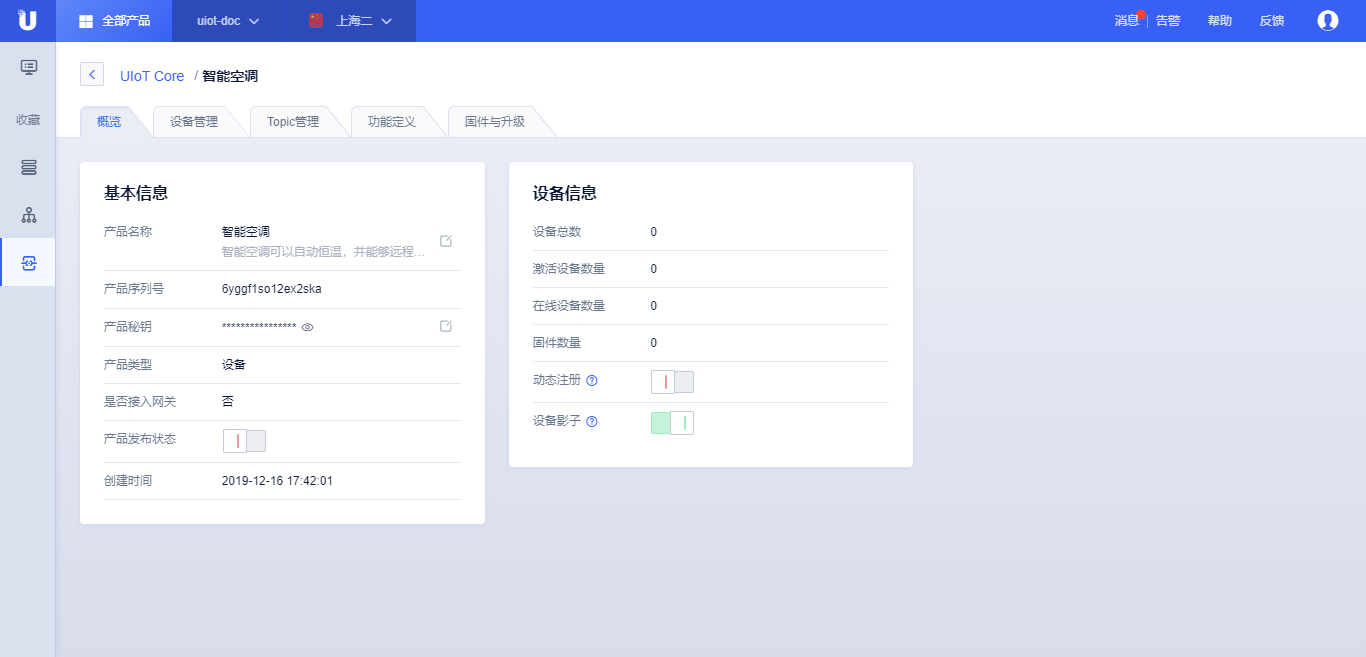 全部产品 uiot-doc 上海二 消息 告警 帮助 反馈
收藏
UIoT Core / 智能空调
概览 设备管理 Topic管理 功能定义 固件与升级
基本信息
产品名称 智能空调
智能空调可以自动恒温，并能够远程...
产品序列号 6yggf1so12ex2ska
产品秘钥 ****************
产品类型 设备
是否接入网关 否
产品发布状态
创建时间 2019-12-16 17:42:01
设备信息
设备总数 0
激活设备数量 0
在线设备数量 0
固件数量 0
动态注册
设备影子